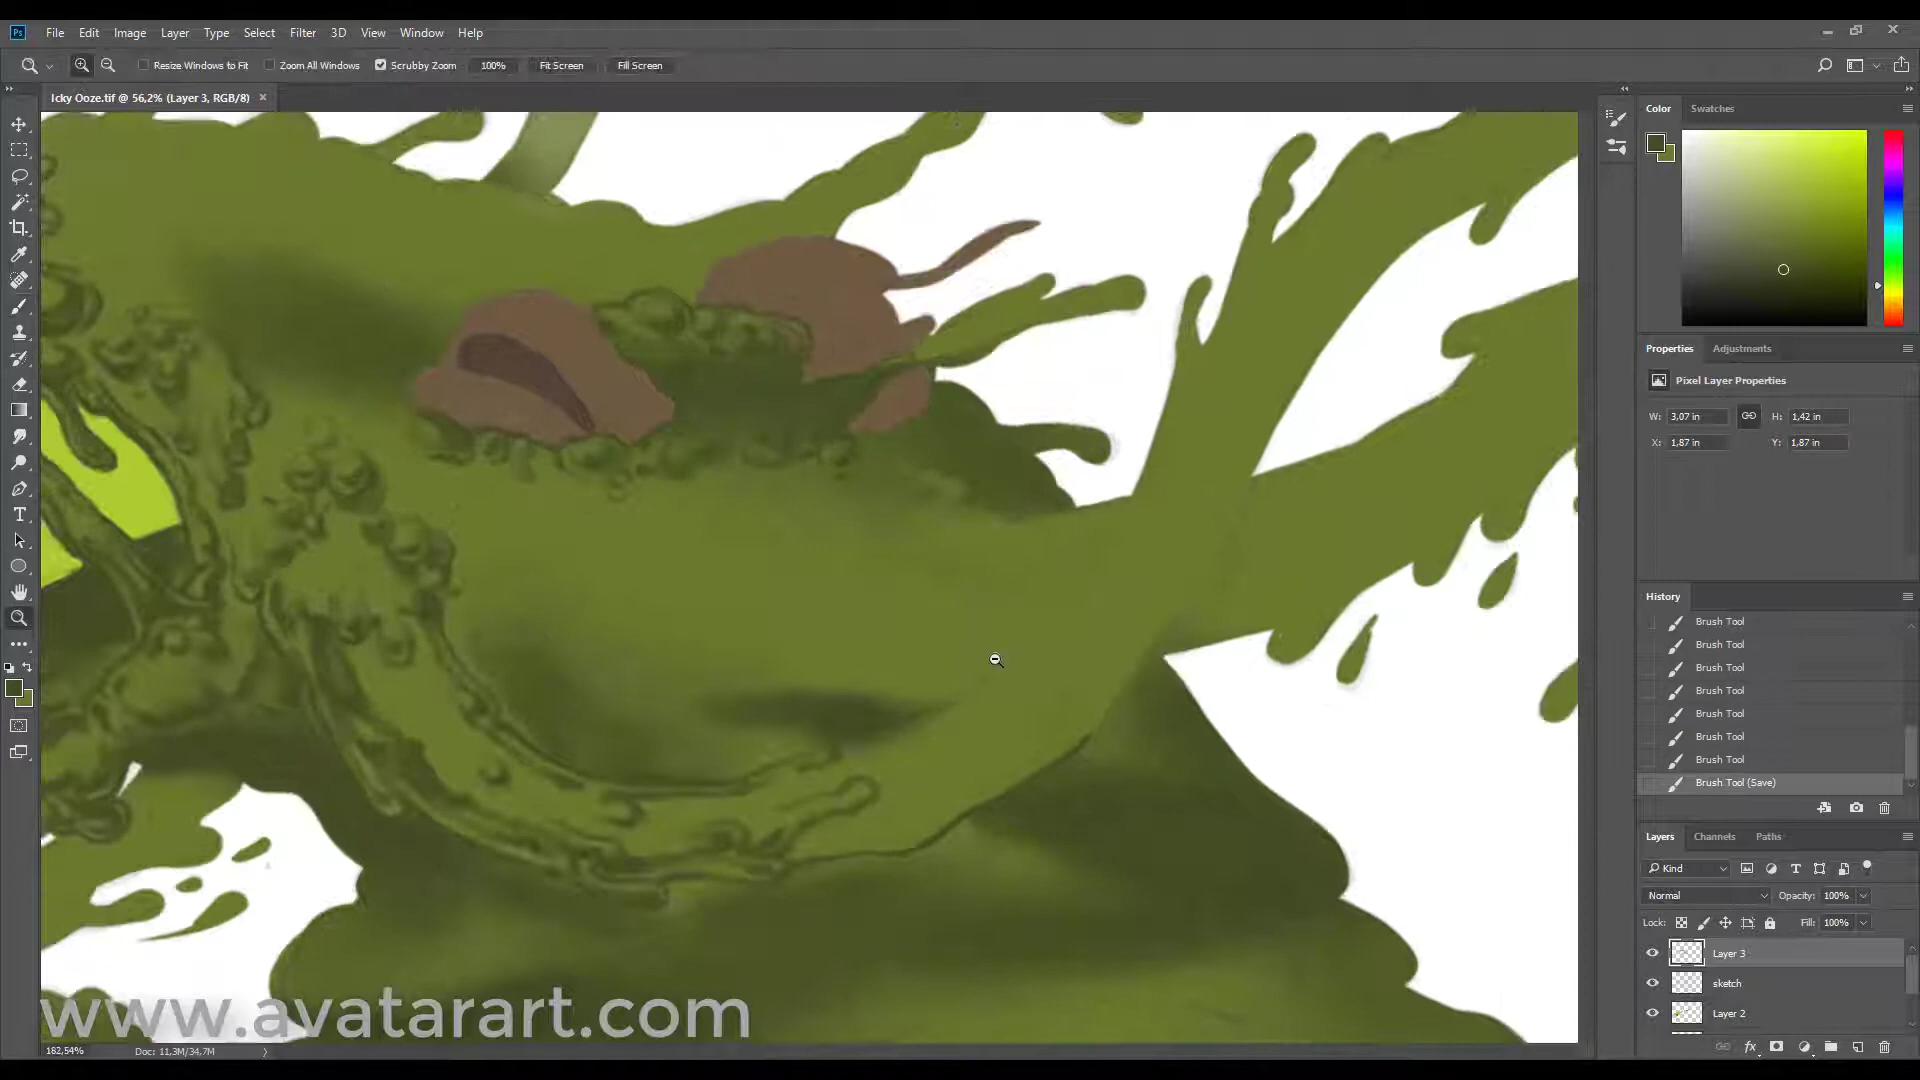 Ps File Edit Image Layer Type Select Filter 3D View Window Help
Resize Windows to Fit Zoom All Windows Scrubby Zoom 100% Fit Screen Fill Screen
Icky Ooze.tif @ 56,2% (Layer 3, RGB/8) ×
Color Swatches
Properties Adjustments
Pixel Layer Properties
W: 3,07 in H: 1,42 in
X: 1,87 in Y: 1,87 in
History
Brush Tool
Brush Tool
Brush Tool
Brush Tool
Brush Tool
Brush Tool
Brush Tool
Brush Tool (Save)
Layers Channels Paths
Kind
Normal Opacity: 100%
Lock: Fill: 100%
Layer 3
sketch
Layer 2
fx
www.avatarart.com
182,54% Doc: 11,3M/34,7M